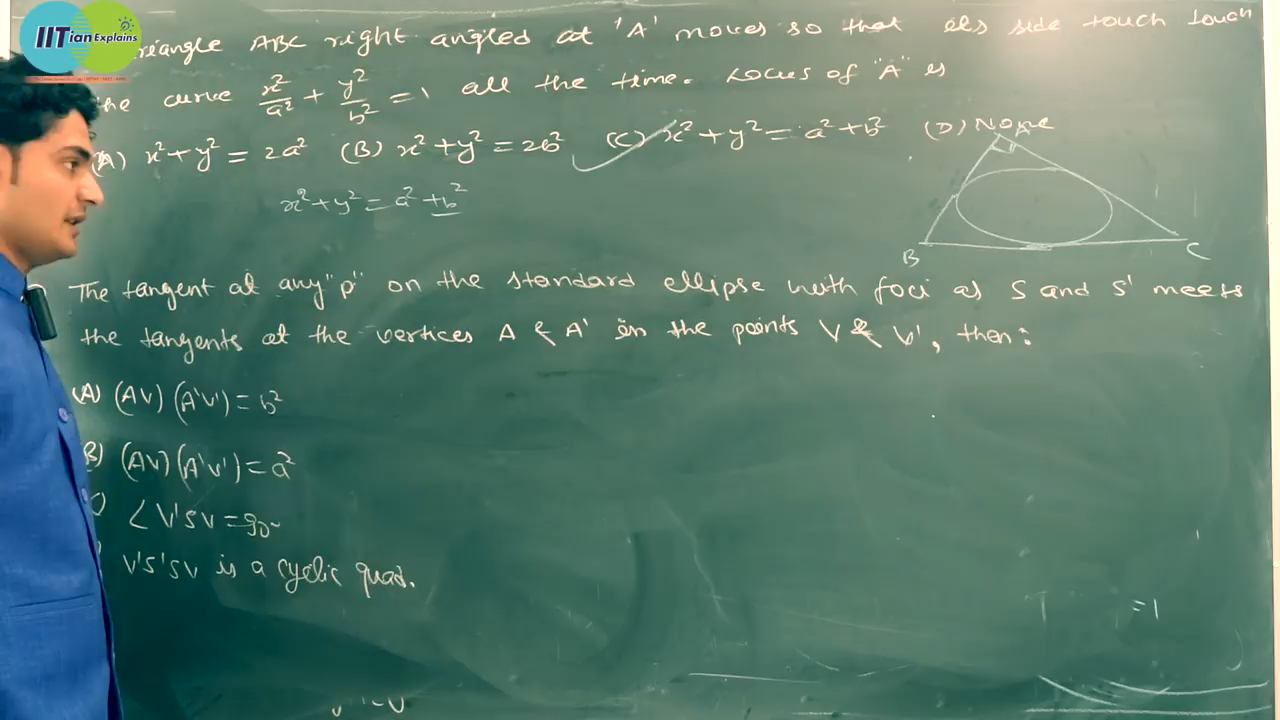 IITian Explains
riangle ABC right angled at 'A' moves so that its side touch touch
the curve x²/a² + y²/b² = 1 all the time. Locus of "A" is
(A) x² + y² = 2a² (B) x² + y² = 2b² (C) x² + y² = a² + b² (D) None
x² + y² = a² + b²
A
B
C
The tangent at any "p" on the standard ellipse with foci as S and S' meets
the tangents at the vertices A & A' in the points V & V', then:
(A) (AV) (A'V') = b²
B) (AV) (A'V') = a²
) ∠V'SV = 90
) V'S'SV is a cyclic quad.
= 1